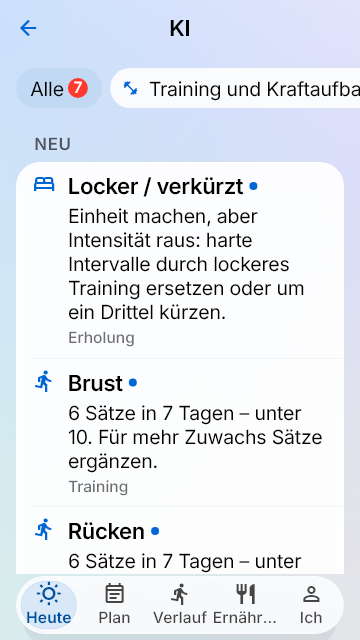 KI
Alle 7
Training und Kraftaufba
NEU
Locker / verkürzt
Einheit machen, aber
Intensität raus: harte
Intervalle durch lockeres
Training ersetzen oder um
ein Drittel kürzen.
Erholung
Brust
6 Sätze in 7 Tagen – unter
10. Für mehr Zuwachs Sätze
ergänzen.
Training
Rücken
6 Sätze in 7 Tagen – unter
Heute
Plan
Verlauf
Ernähr...
Ich